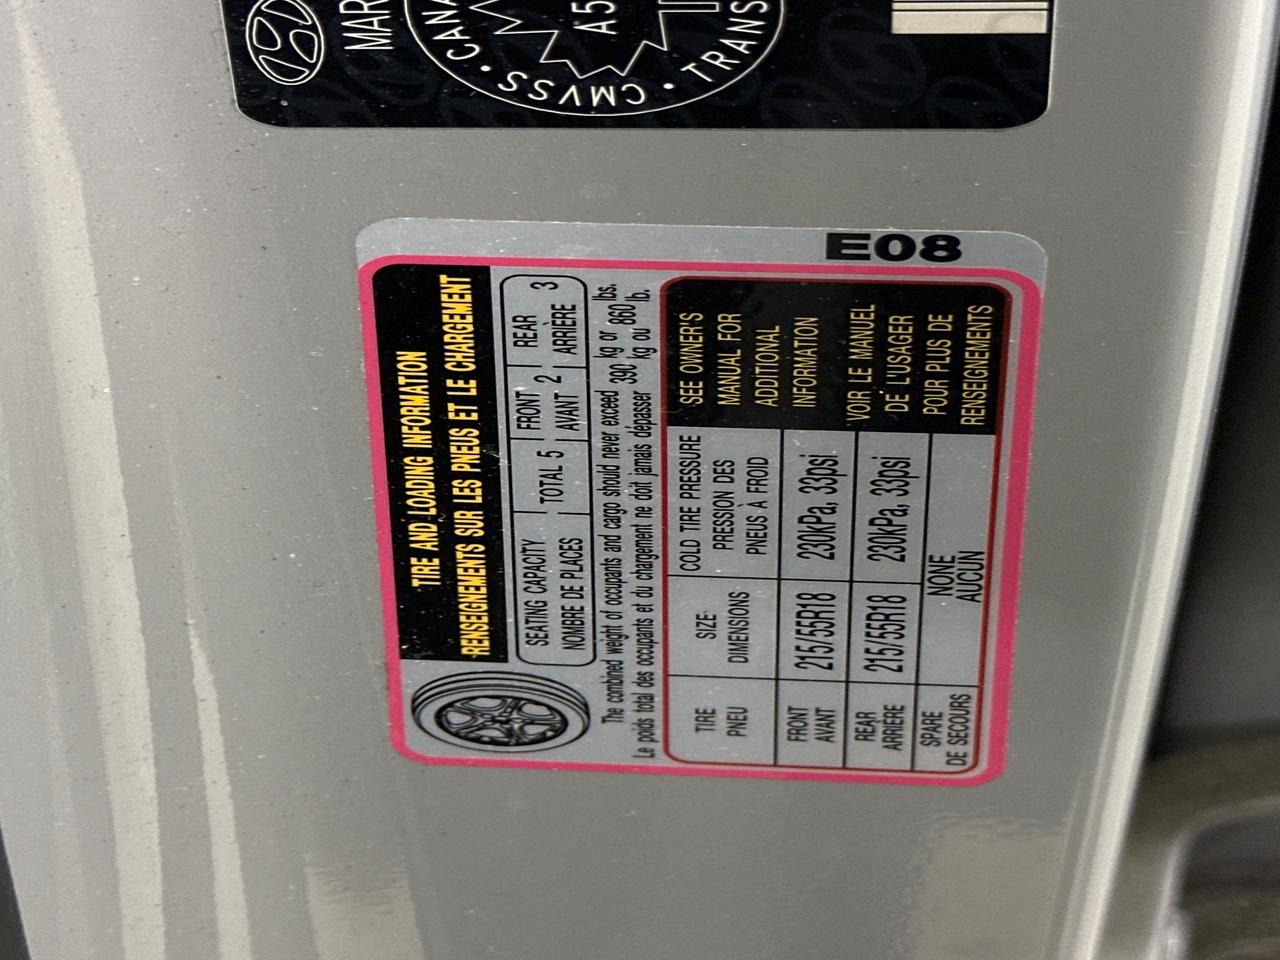 MAR
CANA
TRANS
CMVSS
A5
E08
TIRE AND LOADING INFORMATION
RENSEIGNEMENTS SUR LES PNEUS ET LE CHARGEMENT
SEATING CAPACITY
NOMBRE DE PLACES
TOTAL 5
FRONT
AVANT 2
REAR
ARRIÈRE 3
The combined weight of occupants and cargo should never exceed 390 kg or 860 lbs.
Le poids total des occupants et du chargement ne doit jamais dépasser 390 kg ou 860 lb.
TIRE
PNEU
SIZE
DIMENSIONS
COLD TIRE PRESSURE
PRESSION DES
PNEUS À FROID
FRONT
AVANT
215/55R18
230kPa, 33psi
REAR
ARRIÈRE
215/55R18
230kPa, 33psi
SPARE
DE SECOURS
NONE
AUCUN
SEE OWNER'S
MANUAL FOR
ADDITIONAL
INFORMATION
VOIR LE MANUEL
DE L'USAGER
POUR PLUS DE
RENSEIGNEMENTS